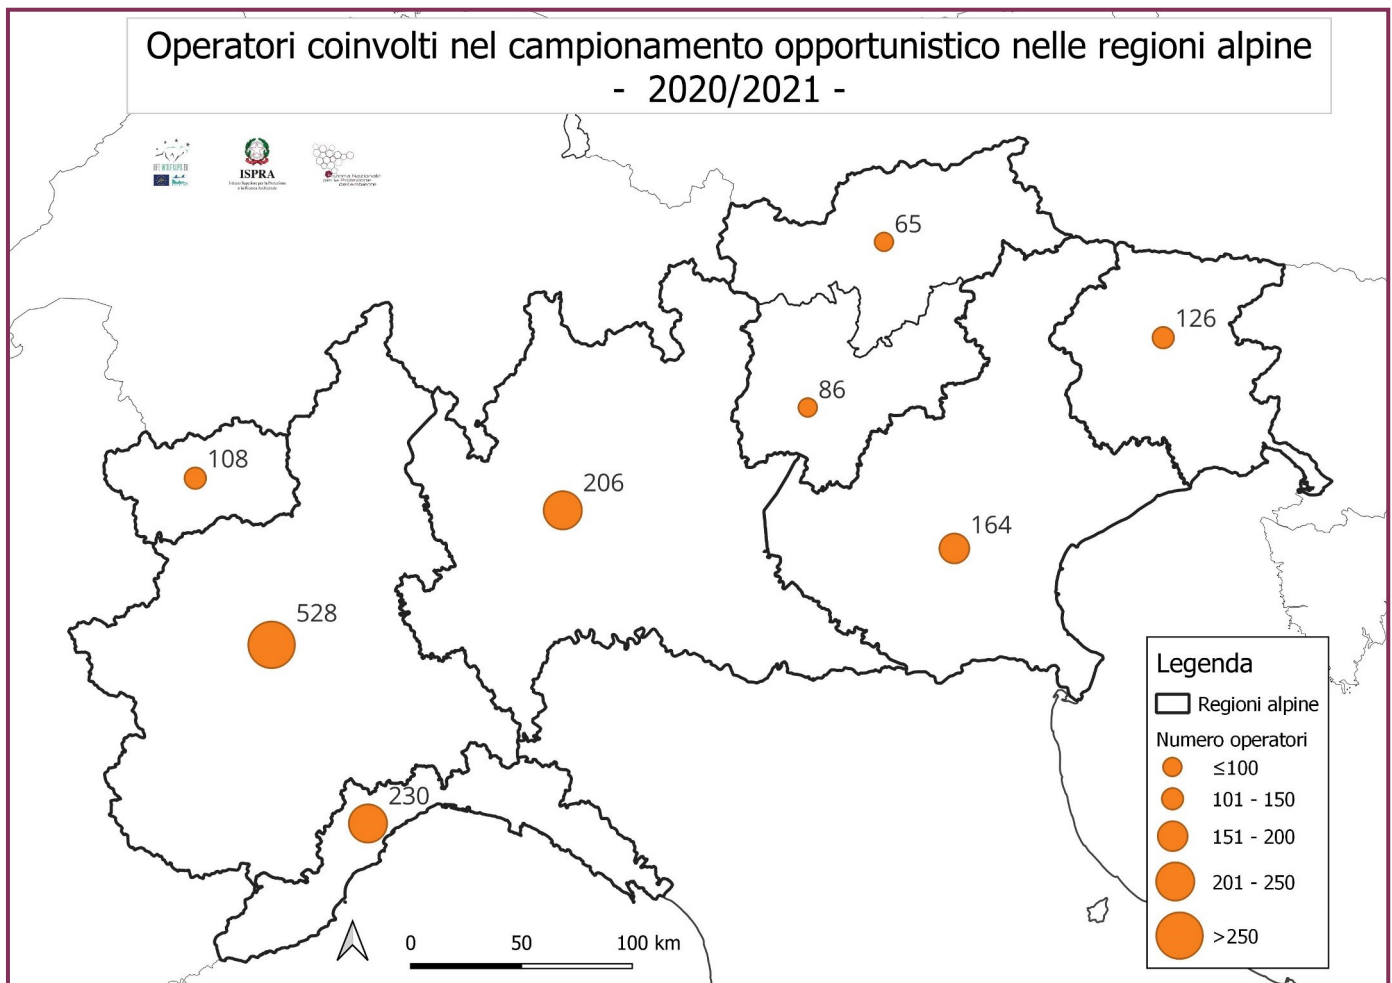 Operatori coinvolti nel campionamento opportunistico nelle regioni alpine
- 2020/2021 -
ISPRA
65
126
86
108
206
164
528
230
Legenda
Regioni alpine
Numero operatori
≤100
101 - 150
151 - 200
201 - 250
>250
0 50 100 km